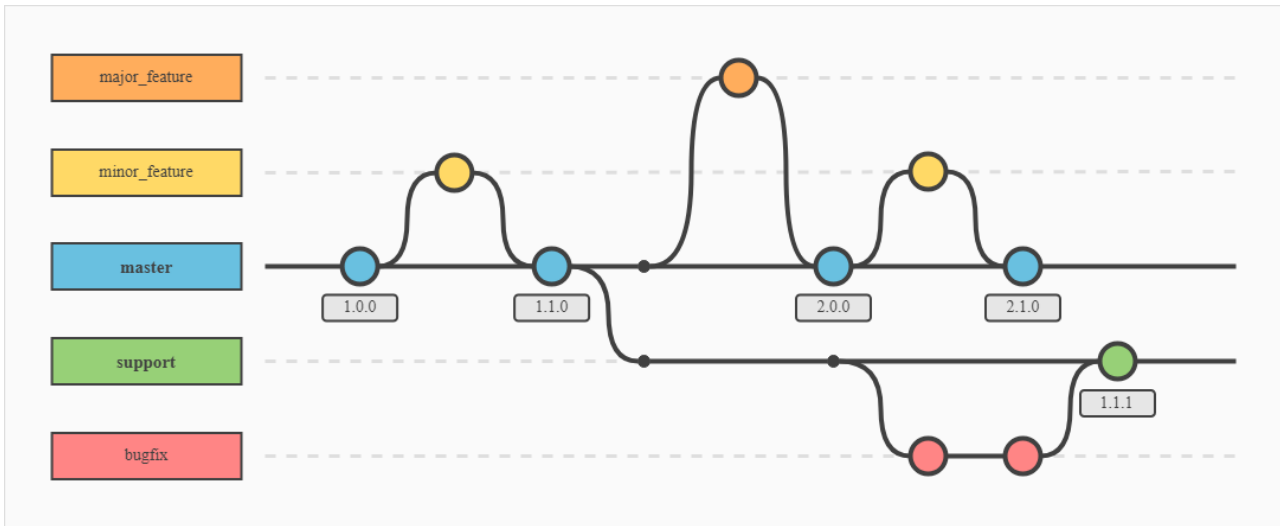 major_feature
minor_feature
master
1.0.0
1.1.0
2.0.0
2.1.0
support
1.1.1
bugfix